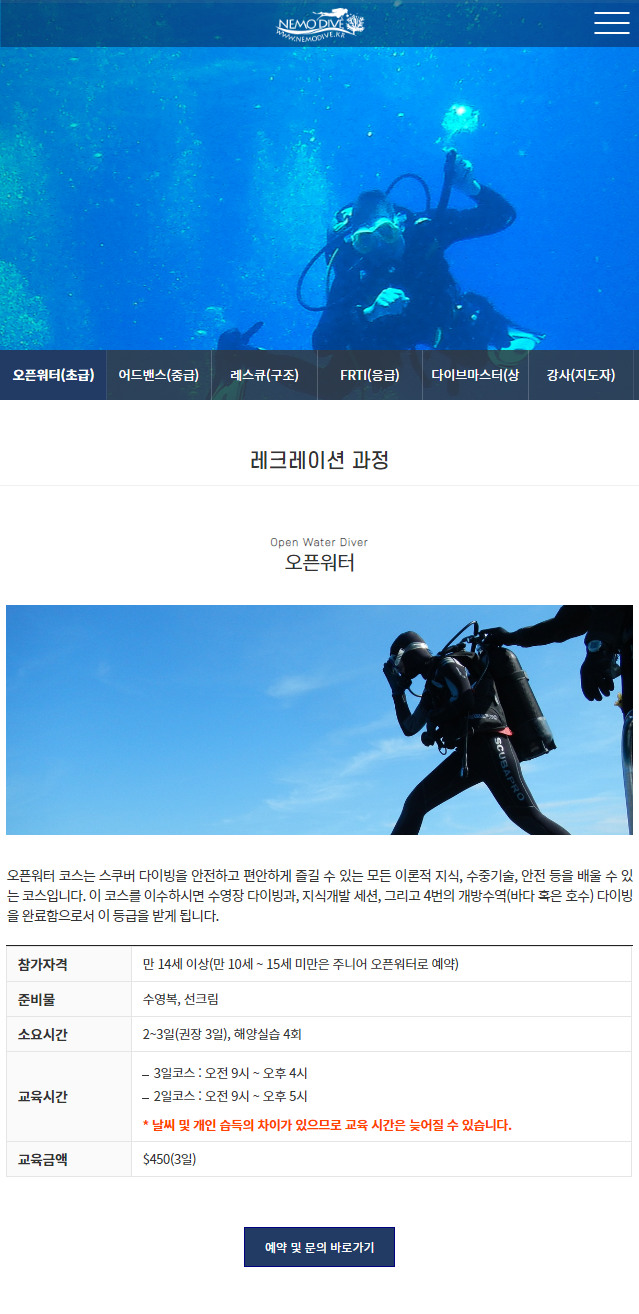 NEMO DIVE
WWW.NEMODIVE.KR
오픈워터(초급)
어드밴스(중급)
레스큐(구조)
FRTI(응급)
다이브마스터(상
강사(지도자)
레크레이션 과정
Open Water Diver
오픈워터
SCUBAPRO
오픈워터 코스는 스쿠버 다이빙을 안전하고 편안하게 즐길 수 있는 모든 이론적 지식, 수중기술, 안전 등을 배울 수 있
는 코스입니다. 이 코스를 이수하시면 수영장 다이빙과, 지식개발 세션, 그리고 4번의 개방수역(바다 혹은 호수) 다이빙
을 완료함으로서 이 등급을 받게 됩니다.
참가자격 만 14세 이상(만 10세 ~ 15세 미만은 주니어 오픈워터로 예약)
준비물 수영복, 선크림
소요시간 2~3일(권장 3일), 해양실습 4회
교육시간
– 3일코스 : 오전 9시 ~ 오후 4시
– 2일코스 : 오전 9시 ~ 오후 5시
* 날씨 및 개인 습득의 차이가 있으므로 교육 시간은 늦어질 수 있습니다.
교육금액 $450(3일)
예약 및 문의 바로가기